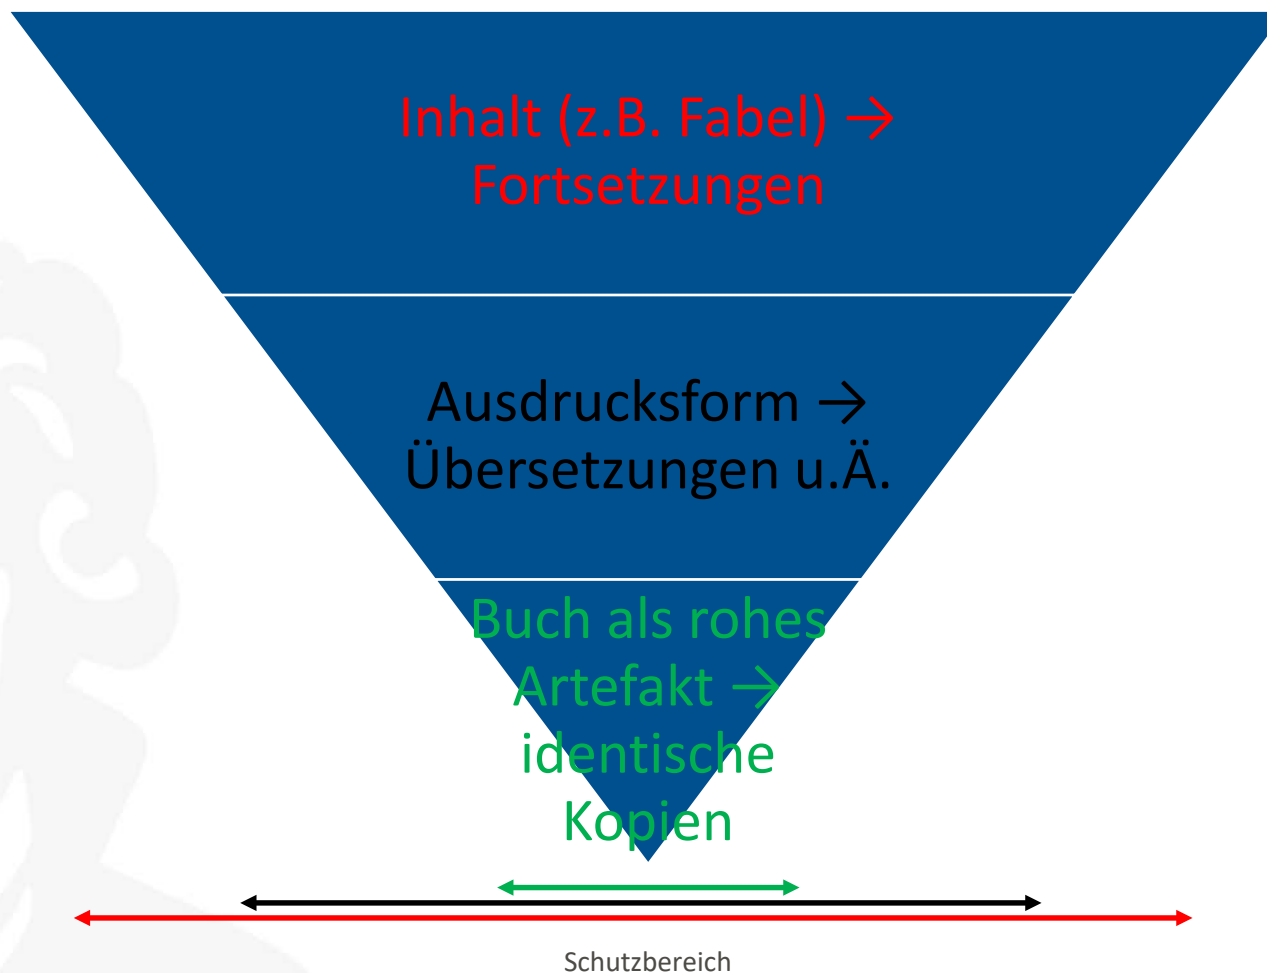 Inhalt (z.B. Fabel) →
Fortsetzungen
Ausdrucksform →
Übersetzungen u.Ä.
Buch als rohes
Artefakt →
identische
Kopien
Schutzbereich